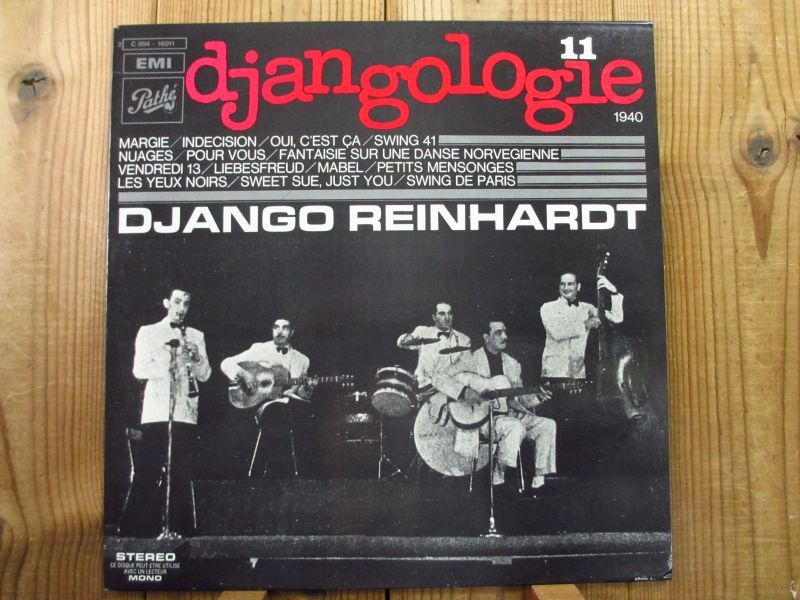 2 C 054 - 16011
EMI
Pathé
djangologie
11
1940
MARGIE/INDECISION/OUI, C'EST ÇA/SWING 41
NUAGES/POUR VOUS/FANTAISIE SUR UNE DANSE NORVEGIENNE
VENDREDI 13/LIEBESFREUD/MABEL/PETITS MENSONGES
LES YEUX NOIRS/SWEET SUE, JUST YOU/SWING DE PARIS
DJANGO REINHARDT
STEREO
CE DISQUE PEUT ETRE UTILISE
AVEC UN LECTEUR
MONO